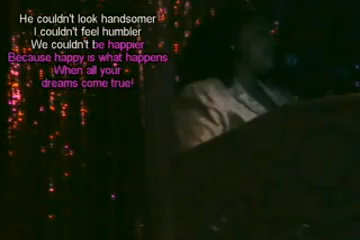 He couldn't look handsomer
I couldn't feel humbler
We couldn't be happier
Because happy is what happens
When all your
dreams come true!